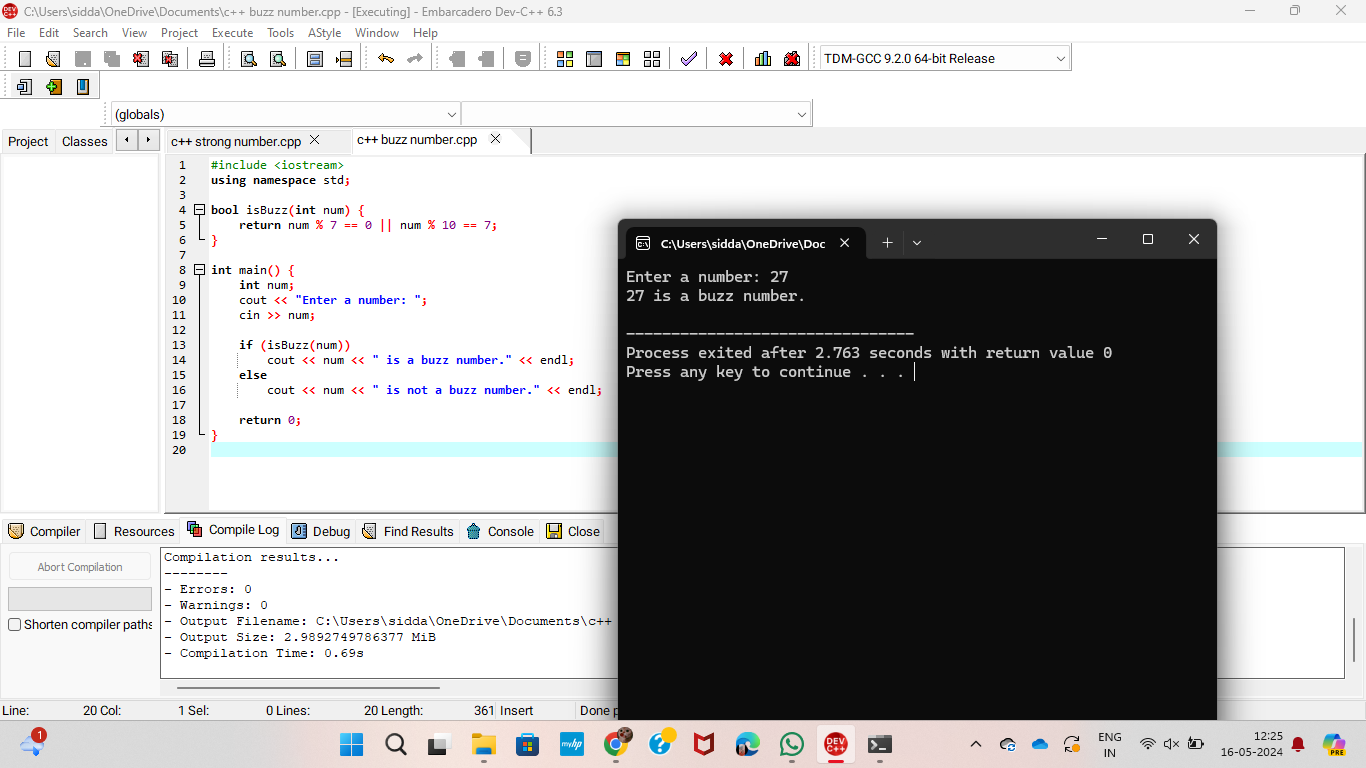 C:\Users\sidda\OneDrive\Documents\c++ buzz number.cpp - [Executing] - Embarcadero Dev-C++ 6.3
File Edit Search View Project Execute Tools AStyle Window Help
TDM-GCC 9.2.0 64-bit Release
(globals)
Project Classes c++ strong number.cpp c++ buzz number.cpp
1 #include <iostream>
2 using namespace std;
3
4 bool isBuzz(int num) {
5 return num % 7 == 0 || num % 10 == 7;
6 }
7
8 int main() {
9 int num;
10 cout << "Enter a number: ";
11 cin >> num;
12
13 if (isBuzz(num))
14 cout << num << " is a buzz number." << endl;
15 else
16 cout << num << " is not a buzz number." << endl;
17
18 return 0;
19 }
20
C:\Users\sidda\OneDrive\Doc
Enter a number: 27
27 is a buzz number.
--------------------------------
Process exited after 2.763 seconds with return value 0
Press any key to continue . . .
Compiler Resources Compile Log Debug Find Results Console Close
Abort Compilation
Shorten compiler paths
Compilation results...
--------
- Errors: 0
- Warnings: 0
- Output Filename: C:\Users\sidda\OneDrive\Documents\c++
- Output Size: 2.9892749786377 MiB
- Compilation Time: 0.69s
Line: 20 Col: 1 Sel: 0 Lines: 20 Length: 361 Insert Done
1
myhp
DEV C++
ENG
IN
12:25
16-05-2024
PRE